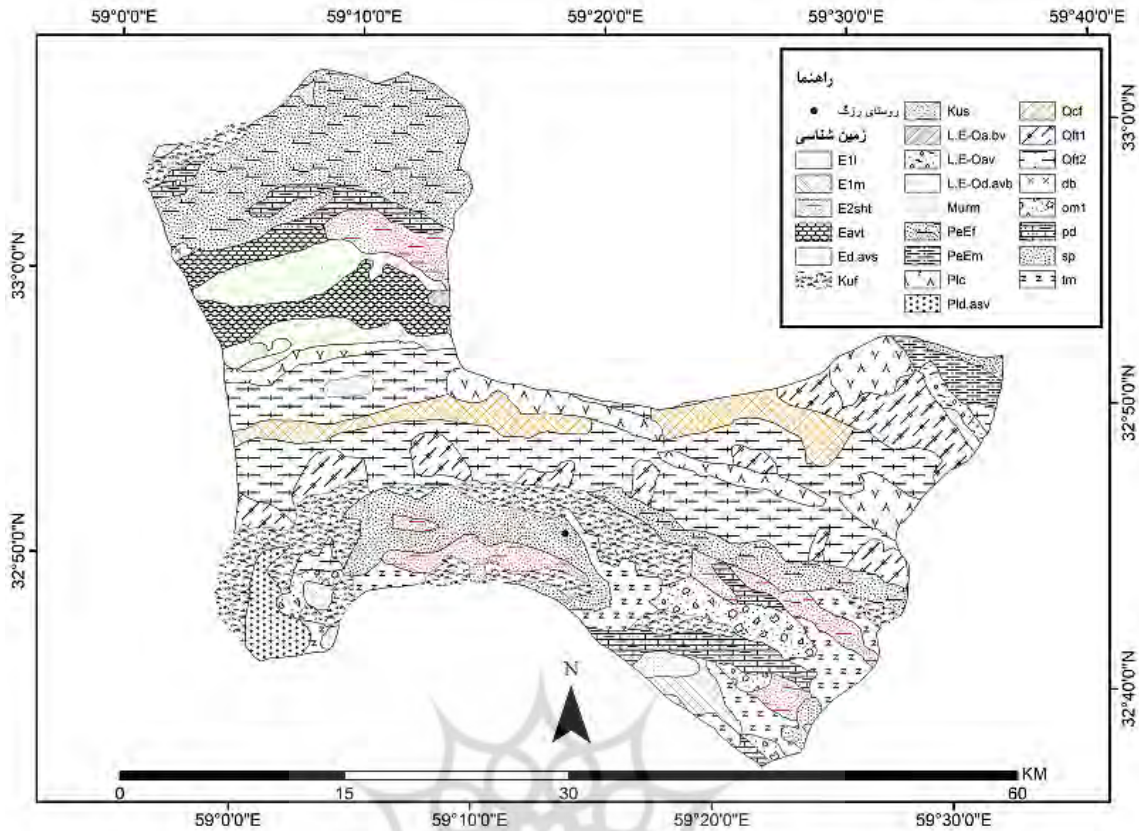 59°0'0"E 59°10'0"E 59°20'0"E 59°30'0"E 59°40'0"E
33°0'0"N
33°0'0"N
32°50'0"N
32°50'0"N
32°40'0"N
راهنما
روستای رزگ
زمین شناسی
E1l
E1m
E2sht
Eavt
Ed.avs
Kuf
Kus
L.E-Oa.bv
L.E-Oav
L.E-Od.avb
Murm
PeEf
PeEm
Plc
Pld.asv
Qcf
Qft1
Qft2
db
om1
pd
sp
tm
N
KM
0 15 30 60
59°0'0"E 59°10'0"E 59°20'0"E 59°30'0"E